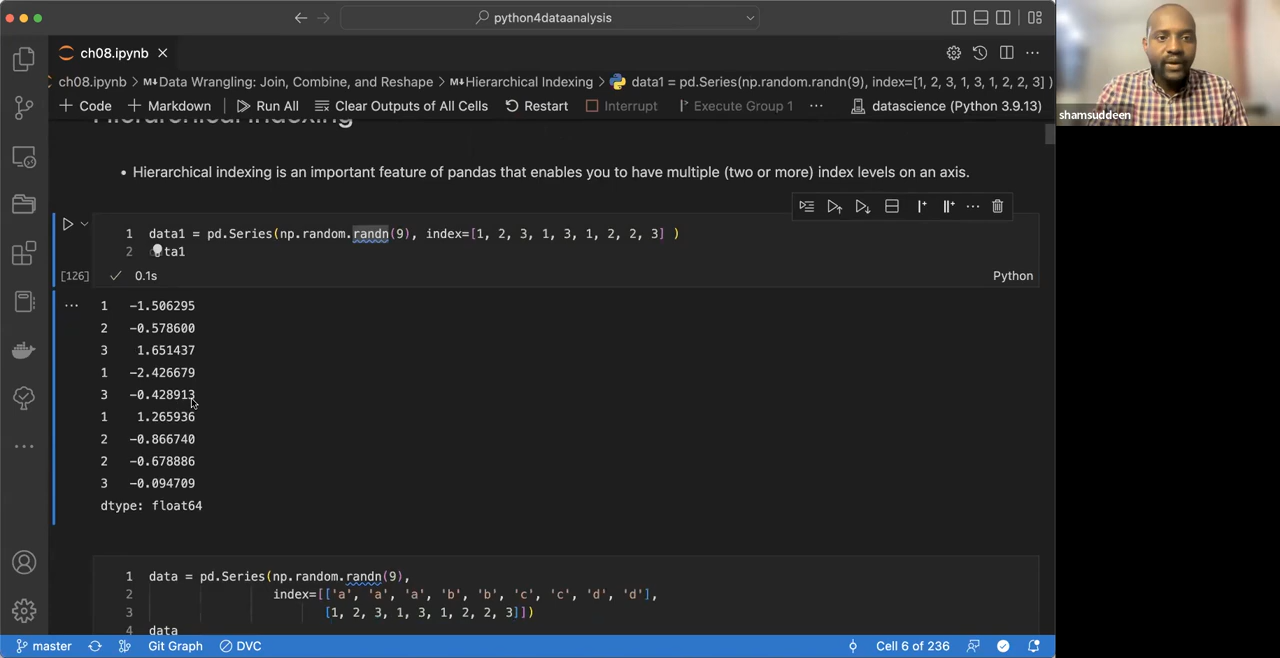 python4dataanalysis
ch08.ipynb
ch08.ipynb > M↓Data Wrangling: Join, Combine, and Reshape > M↓Hierarchical Indexing > data1 = pd.Series(np.random.randn(9), index=[1, 2, 3, 1, 3, 1, 2, 2, 3] )
+ Code + Markdown Run All Clear Outputs of All Cells Restart Interrupt Execute Group 1 ... datascience (Python 3.9.13)
shamsuddeen
Hierarchical Indexing
• Hierarchical indexing is an important feature of pandas that enables you to have multiple (two or more) index levels on an axis.
1 data1 = pd.Series(np.random.randn(9), index=[1, 2, 3, 1, 3, 1, 2, 2, 3] )
2 data1
[126] 0.1s Python
1 -1.506295
2 -0.578600
3 1.651437
1 -2.426679
3 -0.428913
1 1.265936
2 -0.866740
2 -0.678886
3 -0.094709
dtype: float64
1 data = pd.Series(np.random.randn(9),
2 index=[['a', 'a', 'a', 'b', 'b', 'c', 'c', 'd', 'd'],
3 [1, 2, 3, 1, 3, 1, 2, 2, 3]])
4 data
master Git Graph DVC Cell 6 of 236